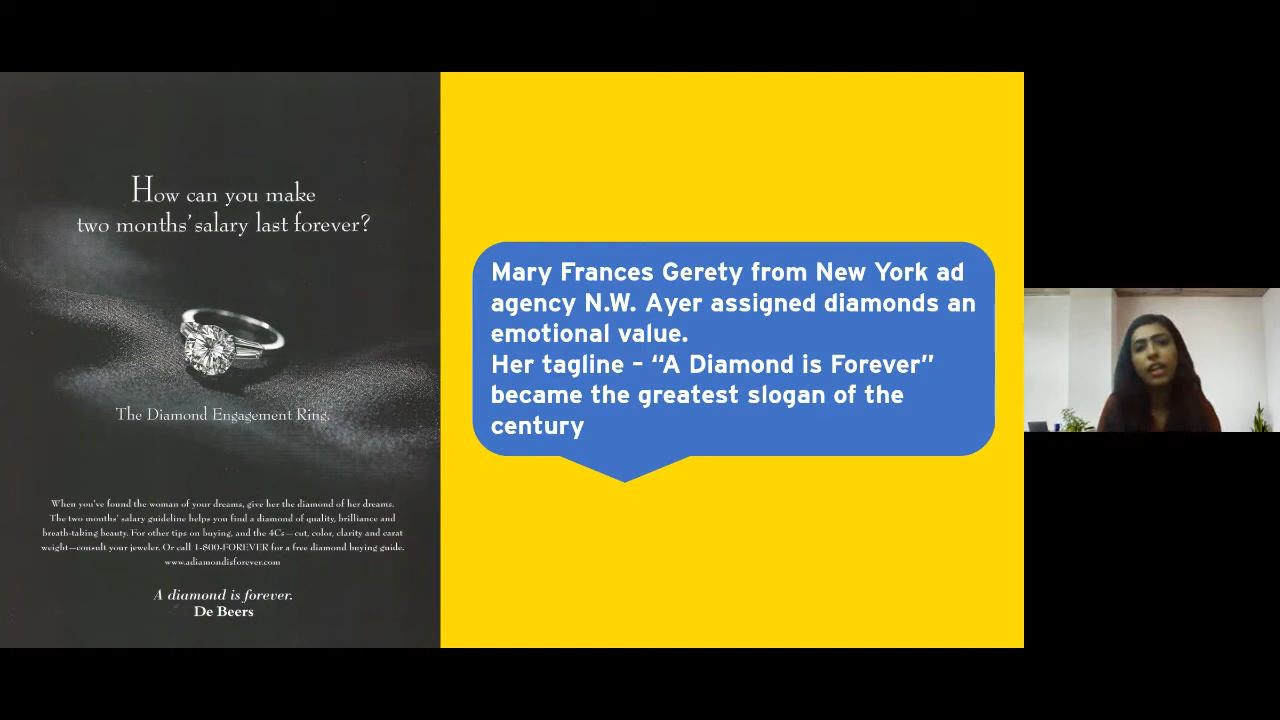 How can you make
two months' salary last forever?
The Diamond Engagement Ring.
When you've found the woman of your dreams, give her the diamond of her dreams.
The two months' salary guideline helps you find a diamond of quality, brilliance and
breath-taking beauty. For other tips on buying, and the 4Cs—cut, color, clarity and carat
weight—consult your jeweler. Or call 1-800-FOREVER for a free diamond buying guide.
www.adiamondisforever.com
A diamond is forever.
De Beers
Mary Frances Gerety from New York ad
agency N.W. Ayer assigned diamonds an
emotional value.
Her tagline – “A Diamond is Forever”
became the greatest slogan of the
century